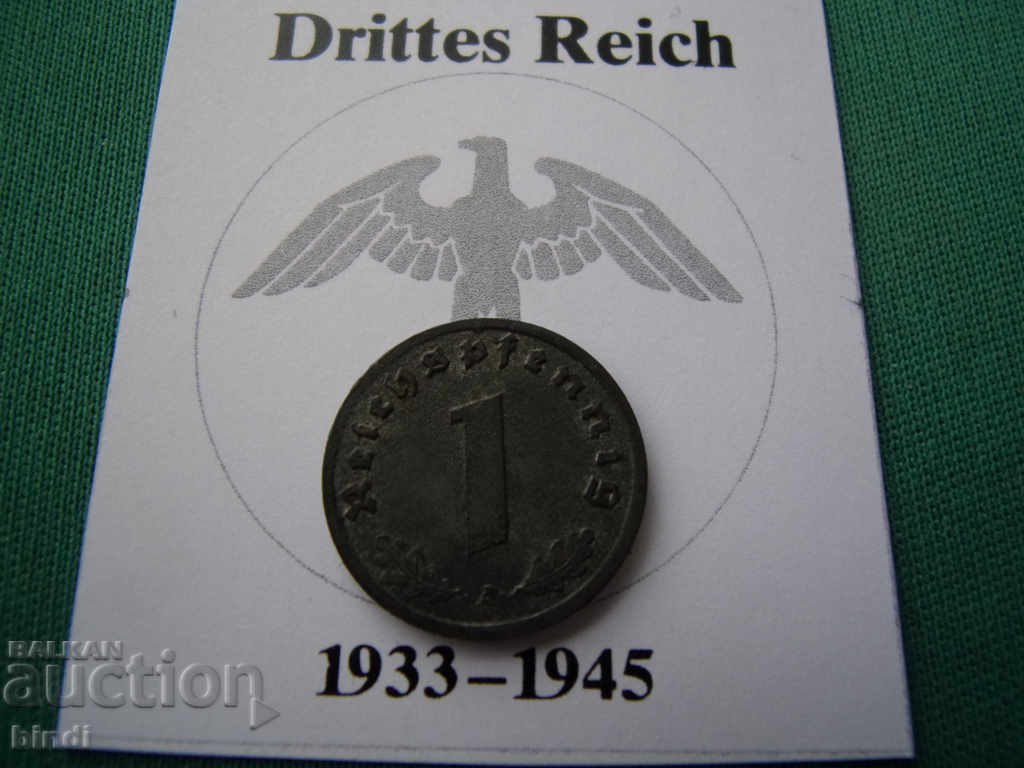 Drittes Reich
Reichspfennig
1
A
1933–1945
BALKAN
auction
bindi